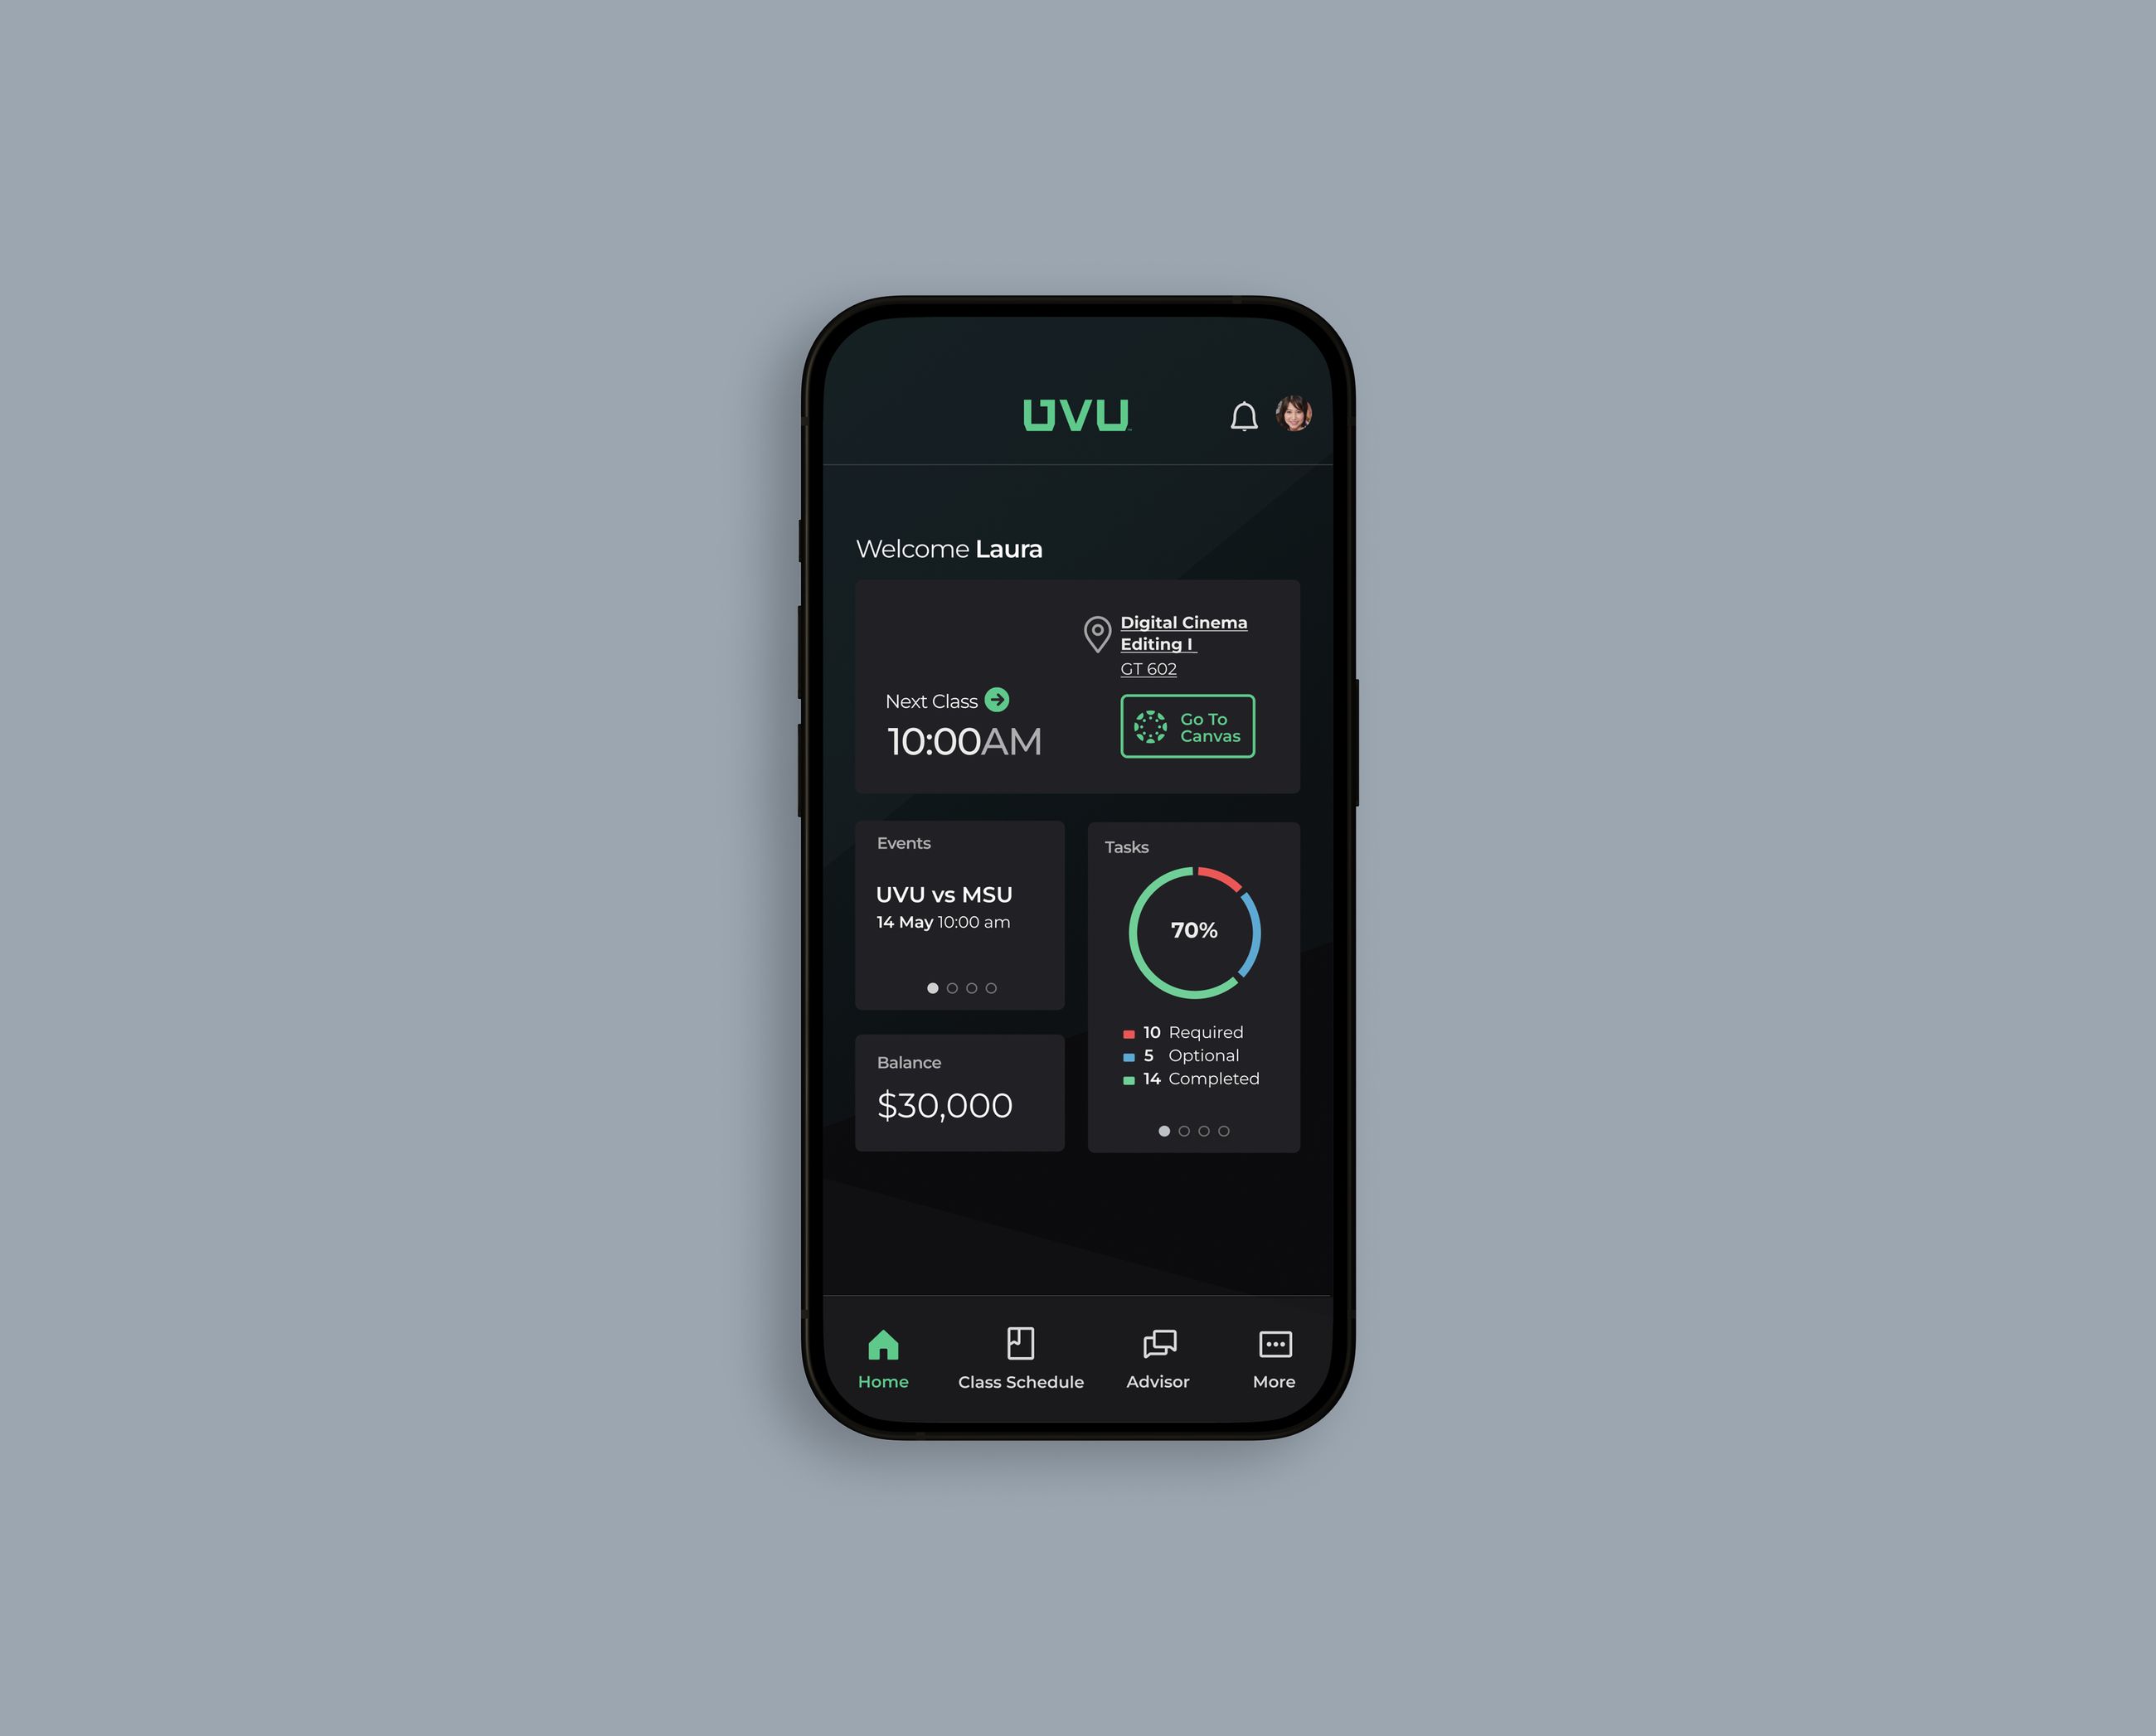 UVU
Welcome Laura
Digital Cinema
Editing I
GT 602
Next Class
10:00AM
Go To
Canvas
Events
UVU vs MSU
14 May 10:00 am
Tasks
70%
10 Required
5 Optional
14 Completed
Balance
$30,000
Home
Class Schedule
Advisor
More